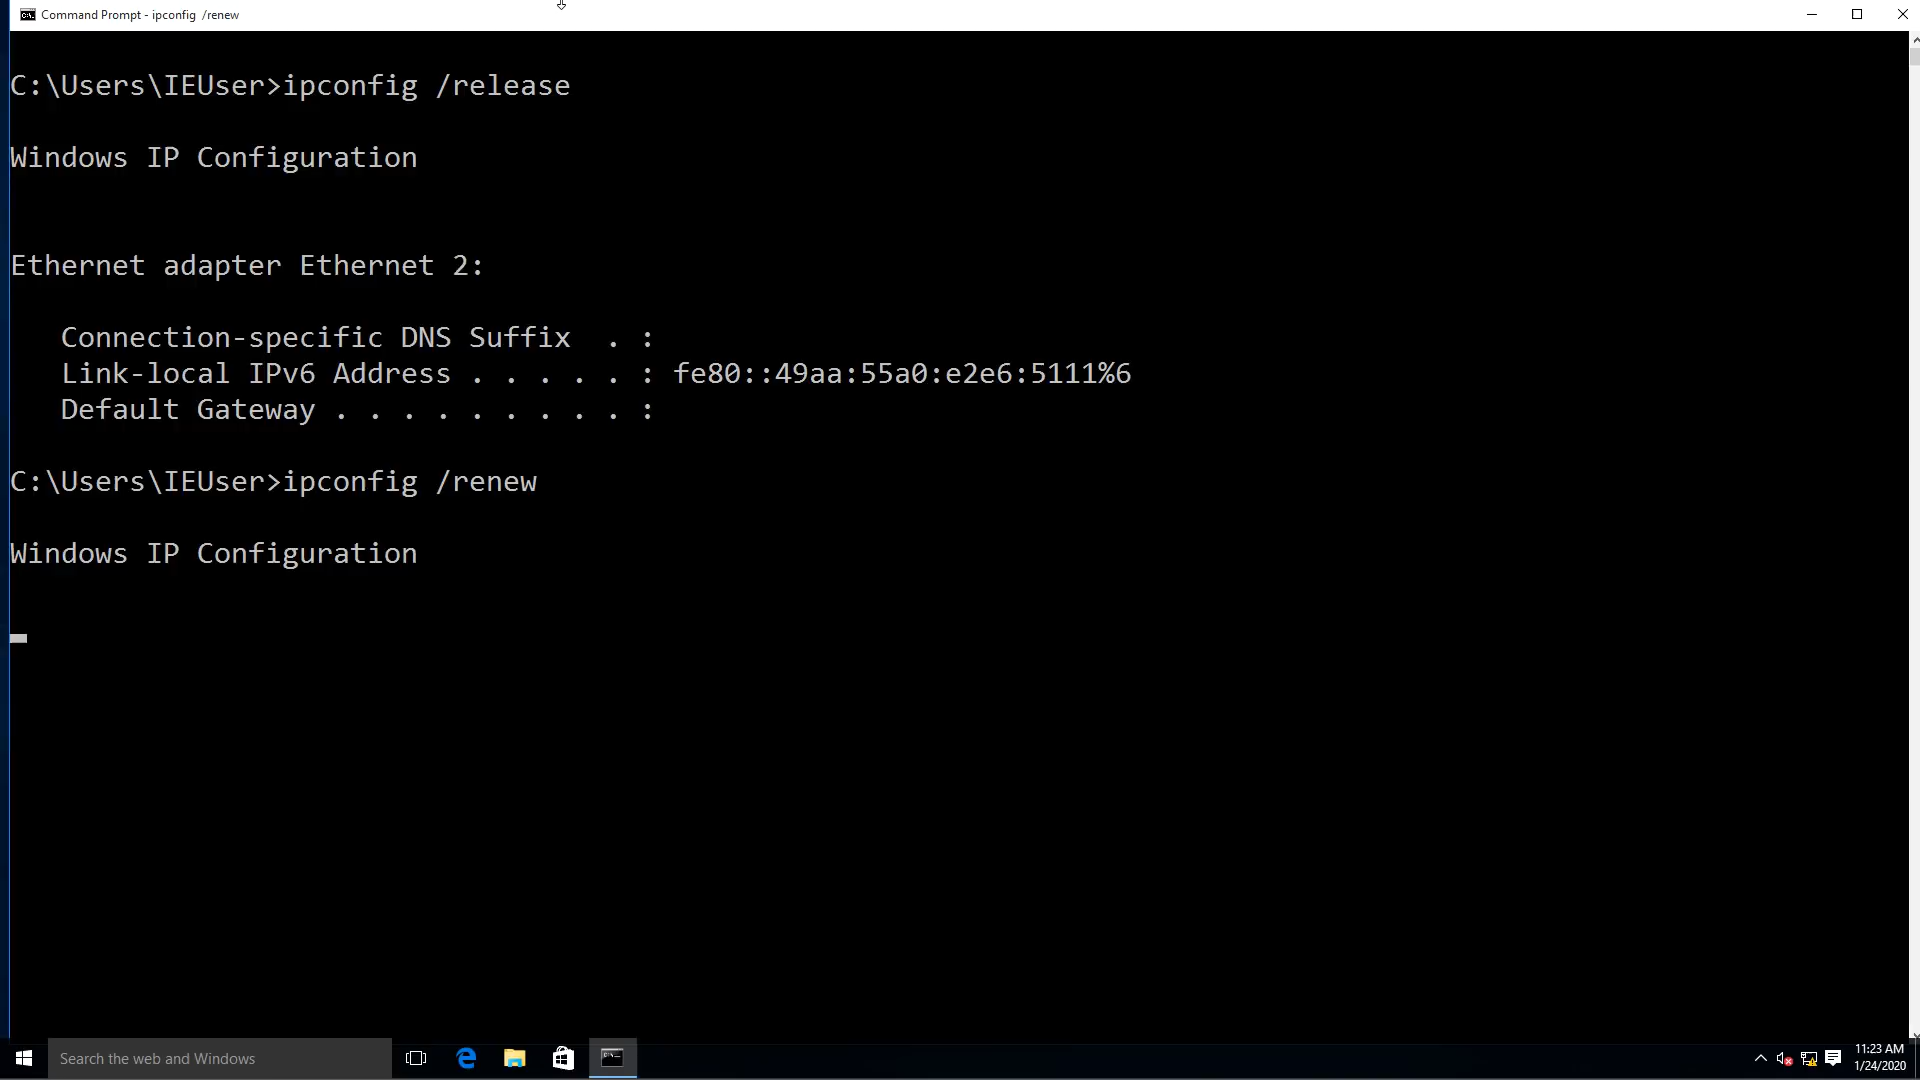 Command Prompt - ipconfig  /renew
C:\Users\IEUser>ipconfig /release
Windows IP Configuration
Ethernet adapter Ethernet 2:
   Connection-specific DNS Suffix  . :
   Link-local IPv6 Address . . . . . : fe80::49aa:55a0:e2e6:5111%6
   Default Gateway . . . . . . . . . :
C:\Users\IEUser>ipconfig /renew
Windows IP Configuration
Search the web and Windows
11:23 AM
1/24/2020